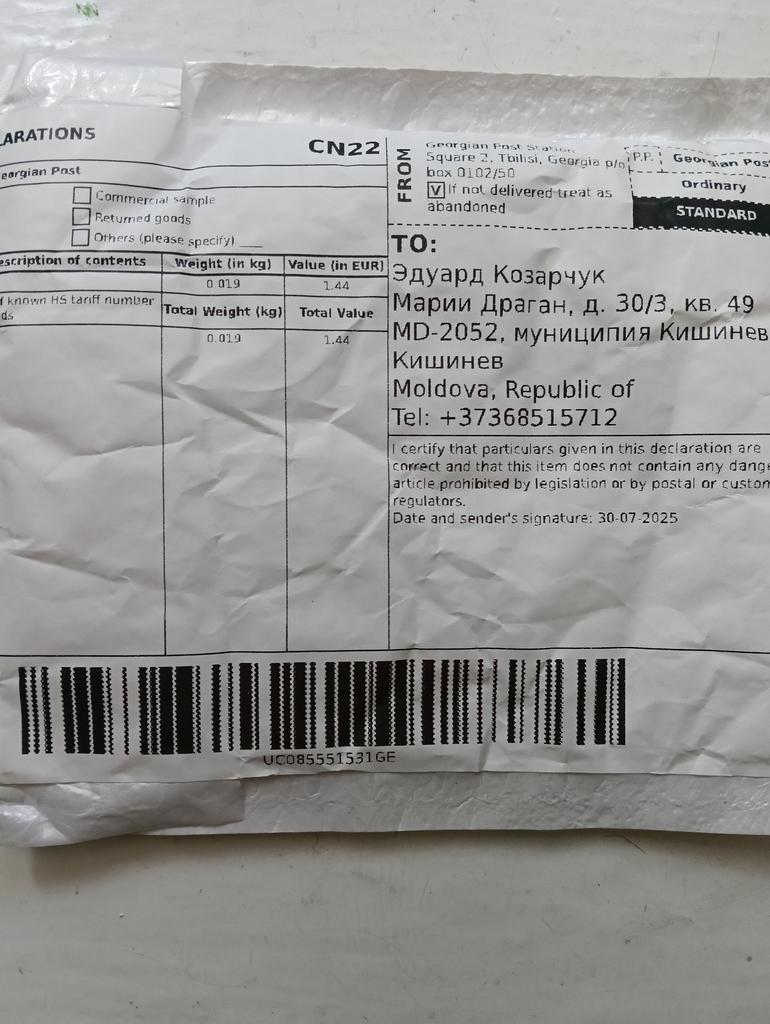 ARATIONS
CN22
eorgian Post
Commercial sample
Returned goods
Others (please specify) ___
FROM
Georgian Post Station,
Square 2, Tbilisi, Georgia p/o
box 0102/50
V If not delivered treat as
abandoned
P.P.
Georgian Post
Ordinary
STANDARD
escription of contents
Weight (in kg)
Value (in EUR)
0.019
1.44
f known HS tariff number
ds
Total Weight (kg)
Total Value
0.019
1.44
TO:
Эдуард Козарчук
Марии Драган, д. 30/3, кв. 49
MD-2052, муниципия Кишинев
Кишинев
Moldova, Republic of
Tel: +37368515712
I certify that particulars given in this declaration are
correct and that this item does not contain any dange
article prohibited by legislation or by postal or custom
regulators.
Date and sender's signature: 30-07-2025
UC085551531GE